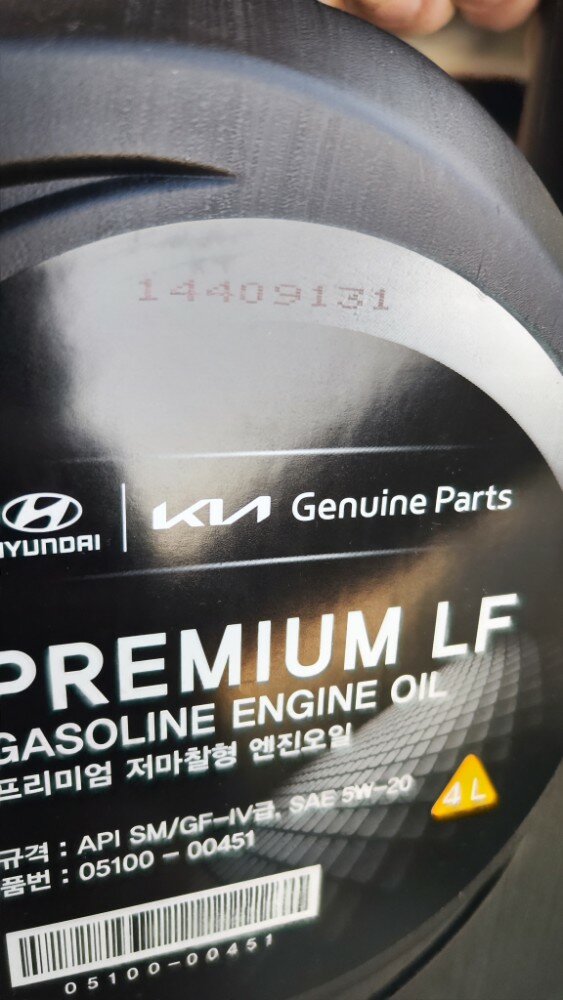 14409131
HYUNDAI | KIA Genuine Parts
PREMIUM LF
GASOLINE ENGINE OIL
프리미엄 저마찰형 엔진오일
규격 : API SM/GF-IV급, SAE 5W-20
4 L
품번 : 05100 - 00451
05100-00451